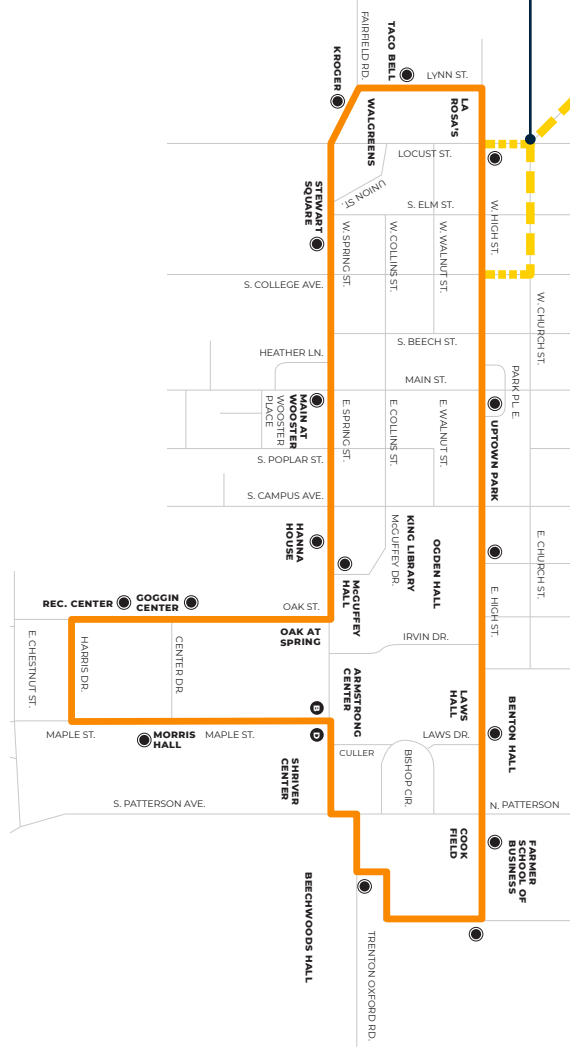 FAIRFIELD RD.
TACO BELL
LYNN ST.
KROGER
WALGREENS
LA
ROSA'S
LOCUST ST.
UNION ST.
STEWART
SQUARE
S. ELM ST.
W. SPRING ST.
W. COLLINS ST.
W. WALNUT ST.
W. HIGH ST.
S. COLLEGE AVE.
W. CHURCH ST.
S. BEECH ST.
HEATHER LN.
MAIN ST.
PARK PL E.
MAIN AT
WOOSTER
WOOSTER
PLACE
E. SPRING ST.
E. COLLINS ST.
E. WALNUT ST.
UPTOWN PARK
S. POPLAR ST.
S. CAMPUS AVE.
HANNA
HOUSE
McGUFFEY
HALL
McGUFFEY DR.
KING LIBRARY
OGDEN HALL
E. CHURCH ST.
E. HIGH ST.
REC. CENTER
GOGGIN
CENTER
OAK ST.
OAK AT
SPRING
IRVIN DR.
E. CHESTNUT ST.
HARRIS DR.
CENTER DR.
ARMSTRONG
CENTER
LAWS
HALL
BENTON HALL
B
D
MAPLE ST.
MORRIS
HALL
MAPLE ST.
LAWS DR.
CULLER
BISHOP CIR.
SHRIVER
CENTER
S. PATTERSON AVE.
N. PATTERSON
COOK
FIELD
FARMER
SCHOOL OF
BUSINESS
BEECHWOODS HALL
TRENTON OXFORD RD.